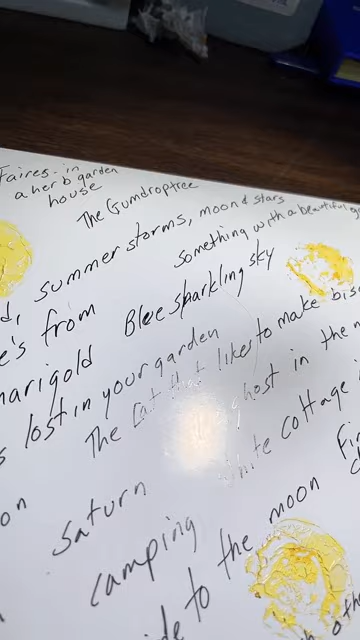 Faires - in
a herb garden
house
The Gumdroptree
summer storms, moon & stars
something with a beautiful
Blue sparkling sky
e's from
marigold
lost in your garden
The Cat that likes to make
ghost in the
Saturn
white cottage
on
camping
to the moon